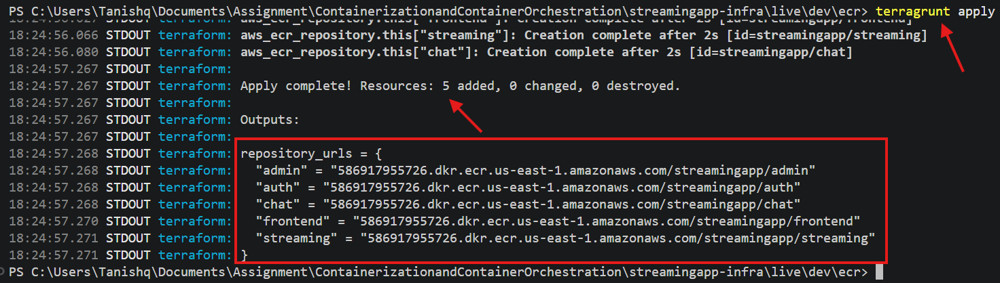 PS C:\Users\Tanishq\Documents\Assignment\ContainerizationandContainerOrchestration\streamingapp-infra\live\dev\ecr> terragrunt apply
18:24:56.027 STDOUT terraform: aws_ecr_repository.this["frontend"]: Creation complete after 2s [id=streamingapp/frontend]
18:24:56.066 STDOUT terraform: aws_ecr_repository.this["streaming"]: Creation complete after 2s [id=streamingapp/streaming]
18:24:56.080 STDOUT terraform: aws_ecr_repository.this["chat"]: Creation complete after 2s [id=streamingapp/chat]
18:24:57.267 STDOUT terraform:
18:24:57.267 STDOUT terraform: Apply complete! Resources: 5 added, 0 changed, 0 destroyed.
18:24:57.267 STDOUT terraform:
18:24:57.267 STDOUT terraform: Outputs:
18:24:57.267 STDOUT terraform:
18:24:57.268 STDOUT terraform: repository_urls = {
18:24:57.268 STDOUT terraform: "admin" = "586917955726.dkr.ecr.us-east-1.amazonaws.com/streamingapp/admin"
18:24:57.268 STDOUT terraform: "auth" = "586917955726.dkr.ecr.us-east-1.amazonaws.com/streamingapp/auth"
18:24:57.268 STDOUT terraform: "chat" = "586917955726.dkr.ecr.us-east-1.amazonaws.com/streamingapp/chat"
18:24:57.270 STDOUT terraform: "frontend" = "586917955726.dkr.ecr.us-east-1.amazonaws.com/streamingapp/frontend"
18:24:57.271 STDOUT terraform: "streaming" = "586917955726.dkr.ecr.us-east-1.amazonaws.com/streamingapp/streaming"
18:24:57.271 STDOUT terraform: }
PS C:\Users\Tanishq\Documents\Assignment\ContainerizationandContainerOrchestration\streamingapp-infra\live\dev\ecr>